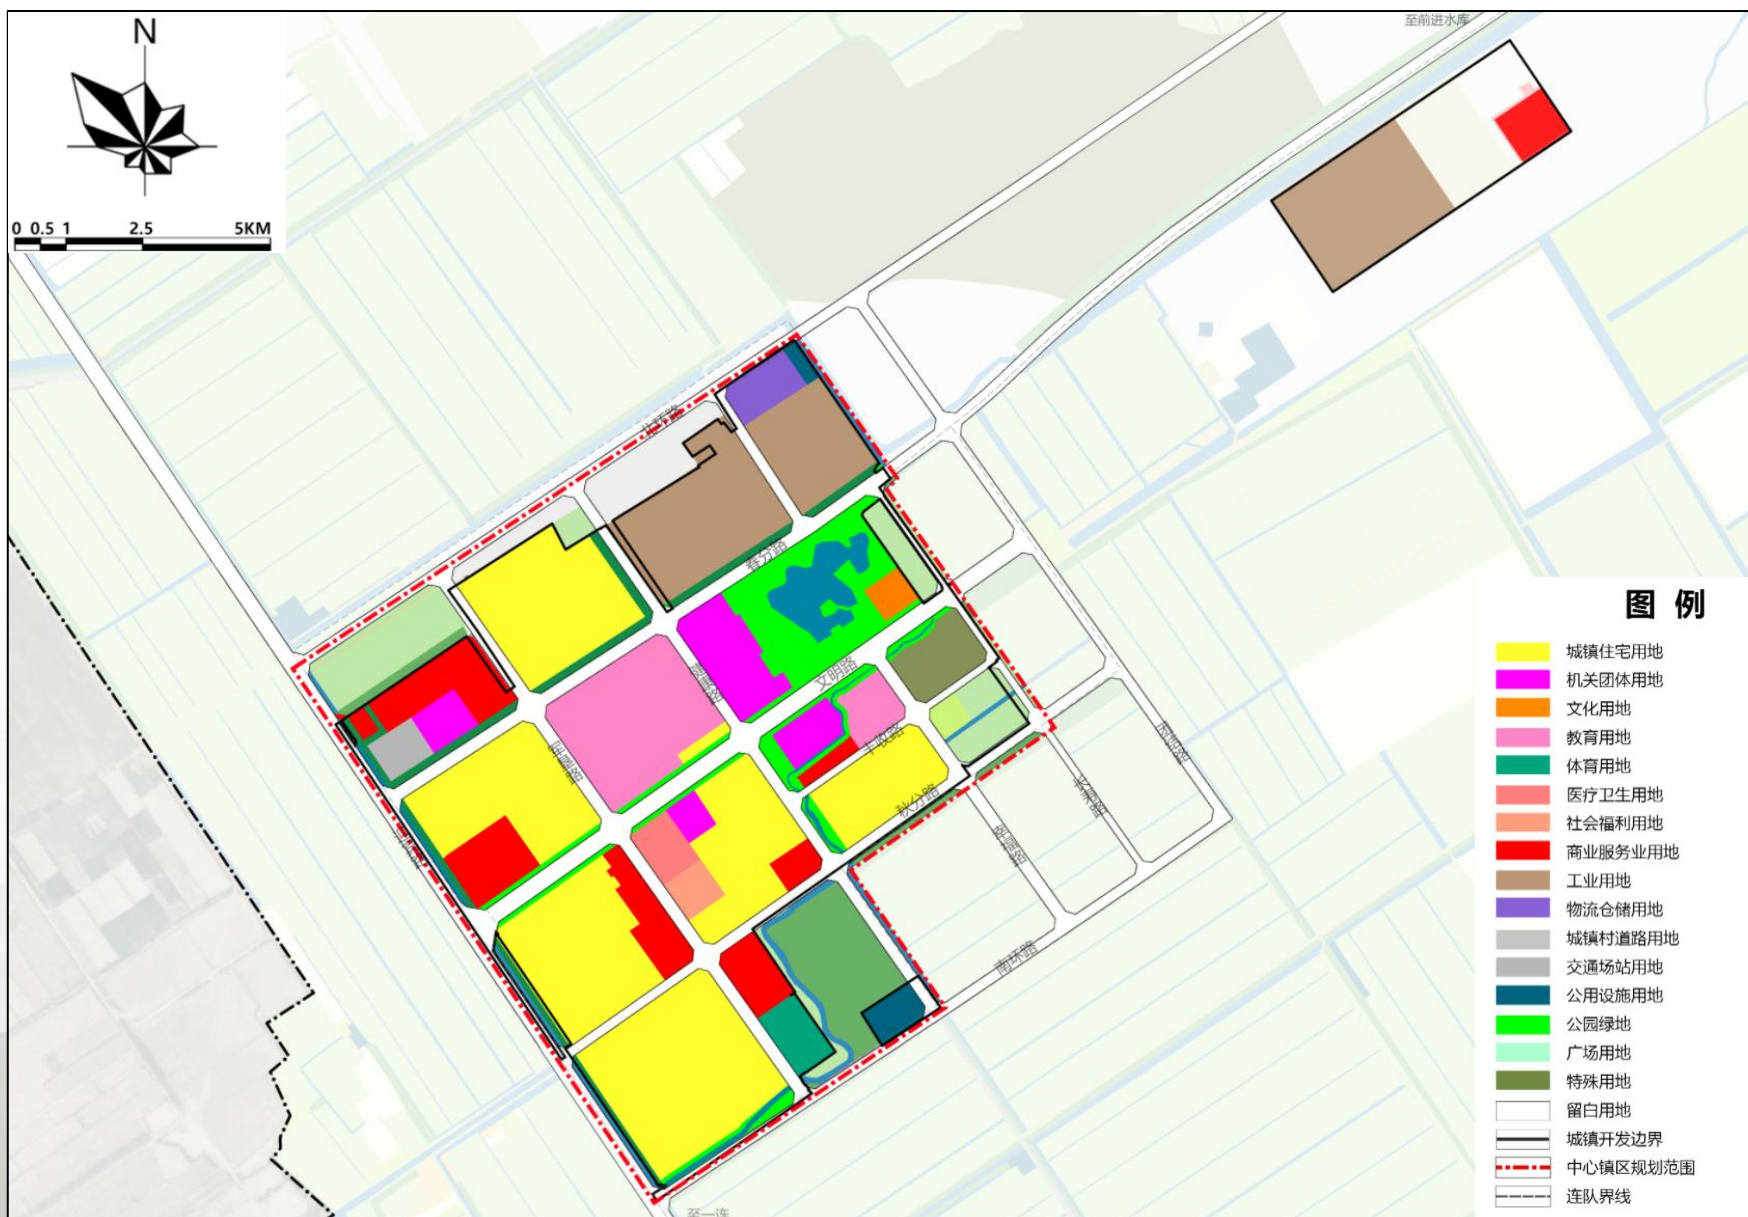 N
0 0.5 1 2.5 5KM
至前进水库
北环路
春分路
文明路
丰收路
秋分路
南环路
至一连
图 例
城镇住宅用地
机关团体用地
文化用地
教育用地
体育用地
医疗卫生用地
社会福利用地
商业服务业用地
工业用地
物流仓储用地
城镇村道路用地
交通场站用地
公用设施用地
公园绿地
广场用地
特殊用地
留白用地
城镇开发边界
中心镇区规划范围
连队界线